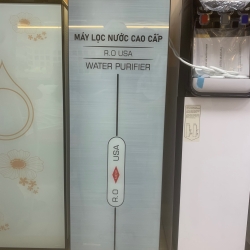 MÁY LỌC NƯỚC CAO CẤP
R.O USA
WATER PURIFIER
R.O USA